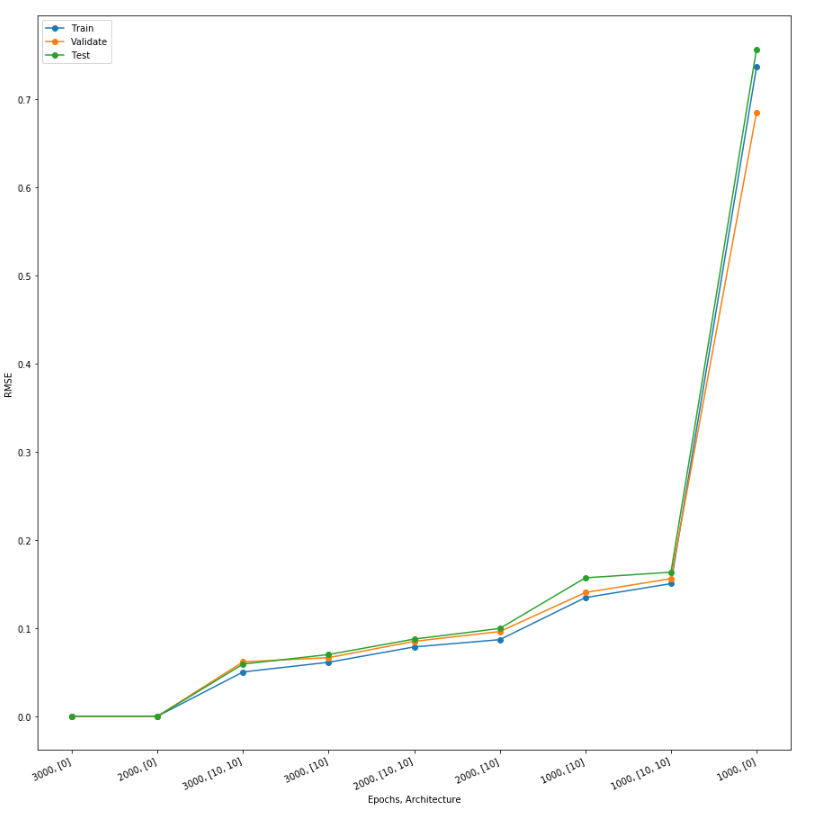 Train
Validate
Test
0.7
0.6
0.5
0.4
0.3
0.2
0.1
0.0
RMSE
3000, [0]
2000, [0]
3000, [10, 10]
3000, [10]
2000, [10, 10]
2000, [10]
1000, [10]
1000, [10, 10]
1000, [0]
Epochs, Architecture